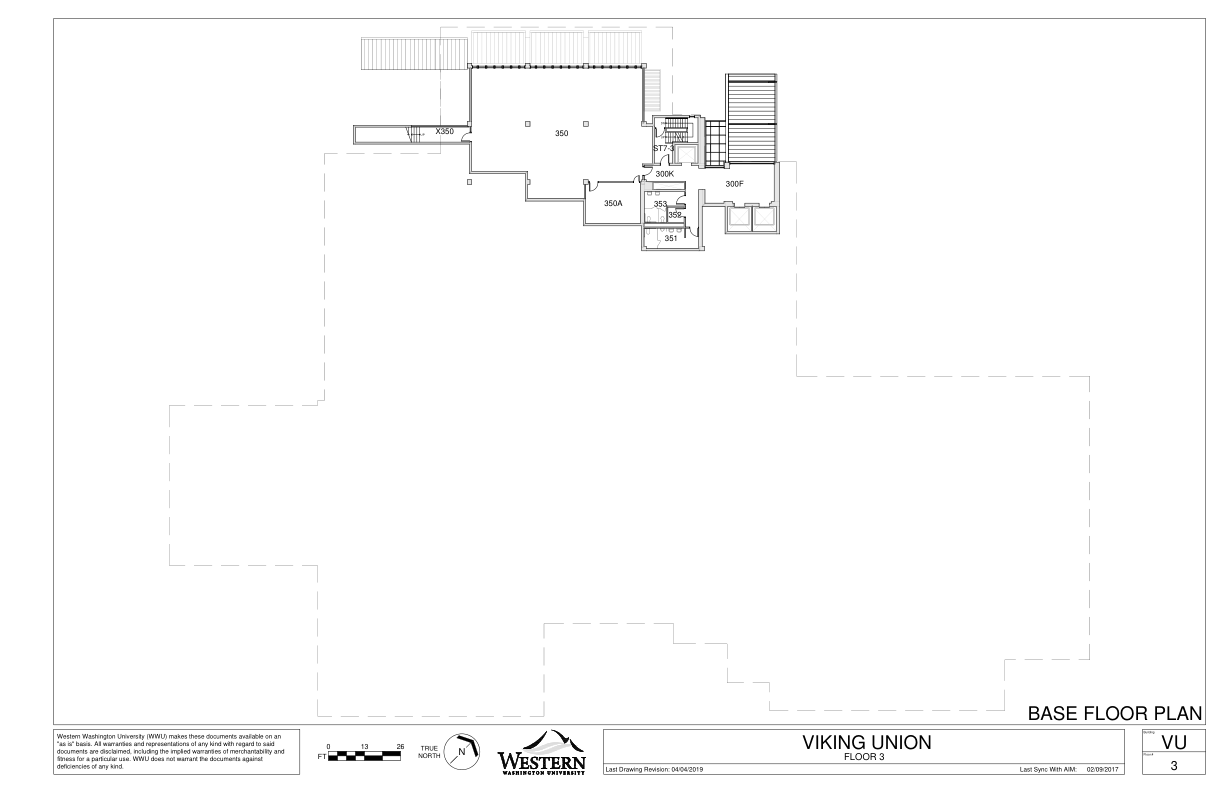 X350
350
ST7-3
300K
300F
353
350A
352
351
BASE FLOOR PLAN
Western Washington University (WWU) makes these documents available on an
"as is" basis. All warranties and representations of any kind with regard to said
documents are disclaimed, including the implied warranties of merchantability and
fitness for a particular use. WWU does not warrant the documents against
deficiencies of any kind.
0 13 26
FT
TRUE
NORTH
N
WESTERN
WASHINGTON UNIVERSITY
VIKING UNION
FLOOR 3
Last Drawing Revision: 04/04/2019
Last Sync With AIM: 02/09/2017
Building
VU
3